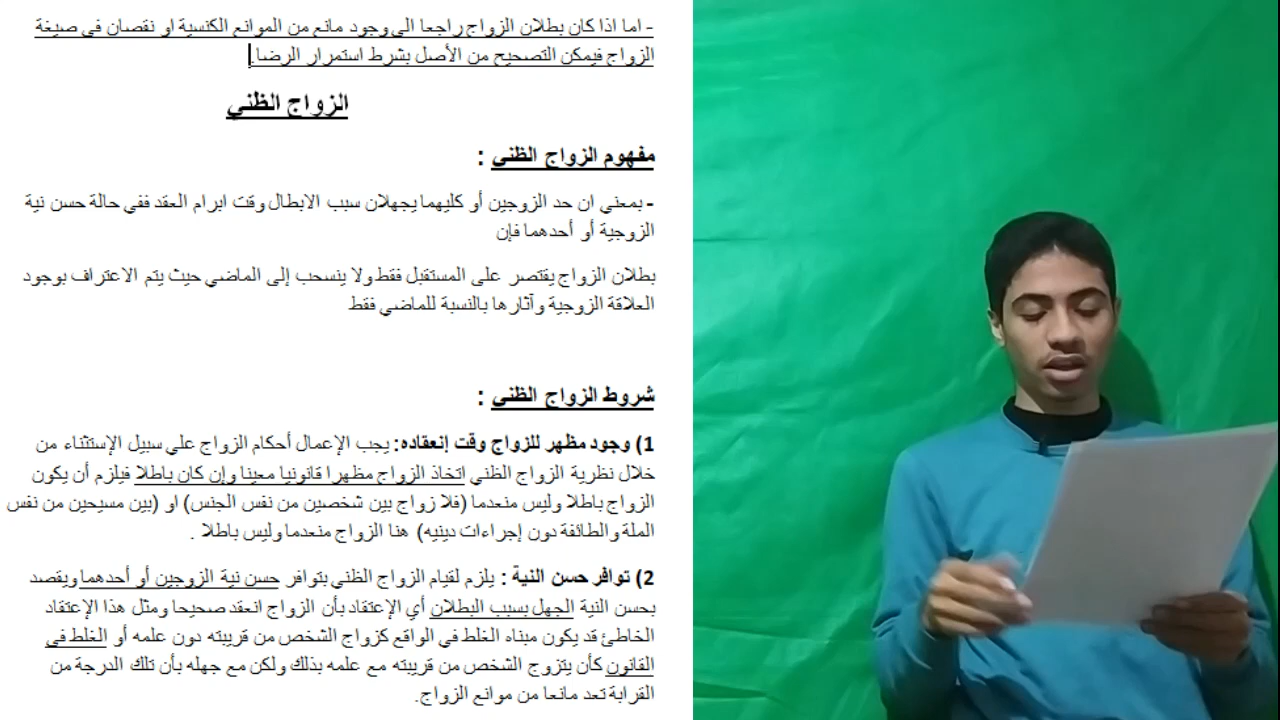 - اما اذا كان بطلان الزواج راجعا الى وجود مانع من الموانع الكنسية او نقصان في صيغة
الزواج فيمكن التصحيح من الأصل بشرط استمرار الرضا.
الزواج الظني
مفهوم الزواج الظني :
- بمعني ان حد الزوجين أو كليهما يجهلان سبب الابطال وقت ابرام العقد ففي حالة حسن نية
الزوجية أو أحدهما فإن
بطلان الزواج يقتصر على المستقبل فقط ولا ينسحب إلى الماضي حيث يتم الاعتراف بوجود
العلاقة الزوجية وآثارها بالنسبة للماضي فقط
شروط الزواج الظني :
1) وجود مظهر للزواج وقت إنعقاده: يجب الإعمال أحكام الزواج علي سبيل الإستثناء من
خلال نظرية الزواج الظني اتخاذ الزواج مظهرا قانونيا معينا وإن كان باطلا فيلزم أن يكون
الزواج باطلا وليس منعدما (فلا زواج بين شخصين من نفس الجنس) او (بين مسيحين من نفس
الملة والطائفة دون إجراءات دينيه) هنا الزواج منعدما وليس باطلا .
2) توافر حسن النية : يلزم لقيام الزواج الظني بتوافر حسن نية الزوجين أو أحدهما ويقصد
بحسن النية الجهل بسبب البطلان أي الإعتقاد بأن الزواج انعقد صحيحا ومثل هذا الإعتقاد
الخاطئ قد يكون مبناه الغلط في الواقع كزواج الشخص من قريبته دون علمه أو الغلط في
القانون كأن يتزوج الشخص من قريبته مع علمه بذلك ولكن مع جهله بأن تلك الدرجة من
القرابة تعد مانعا من موانع الزواج.